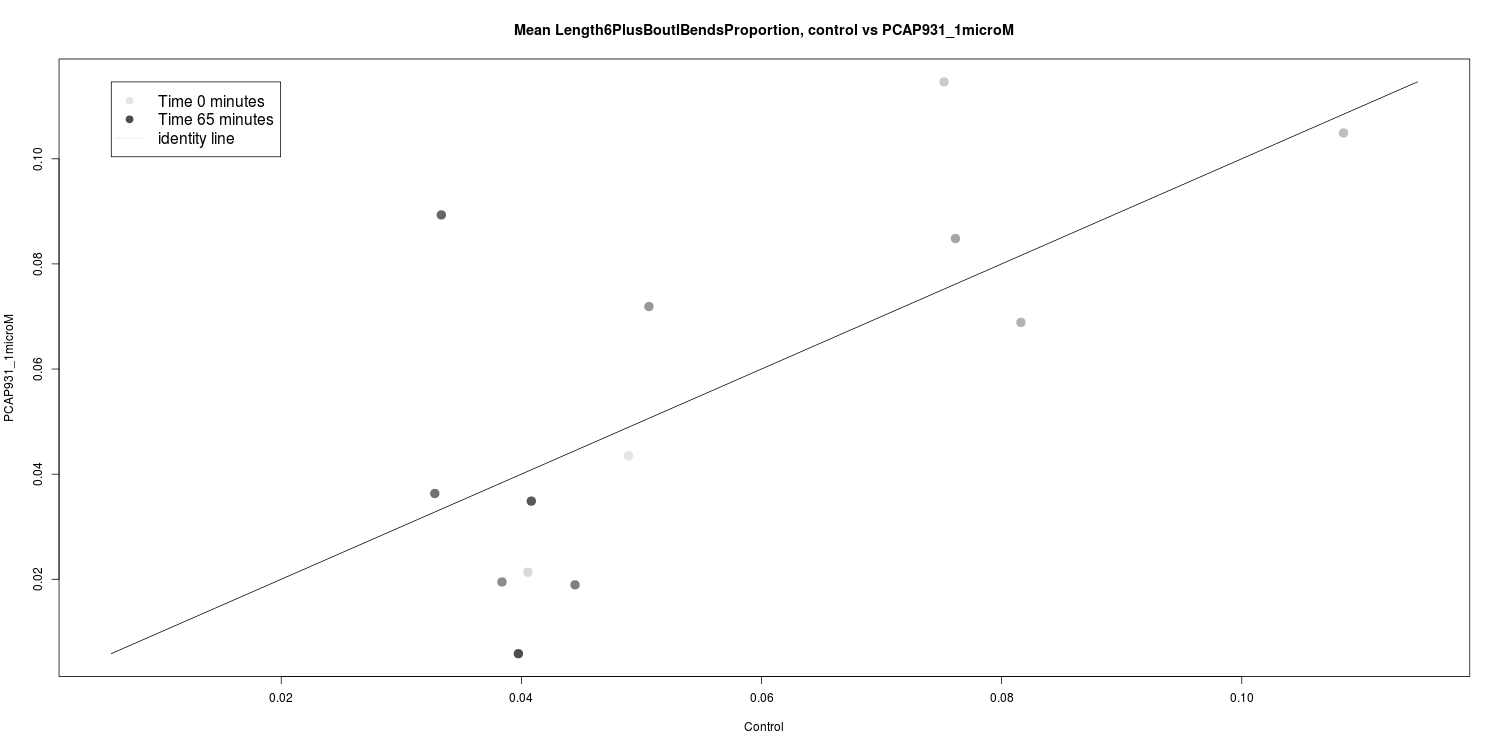 Mean Length6PlusBoutlBendsProportion, control vs PCAP931_1microM
Time 0 minutes
Time 65 minutes
identity line
PCAP931_1microM
0.10
0.08
0.06
0.04
0.02
0.02
0.04
0.06
0.08
0.10
Control